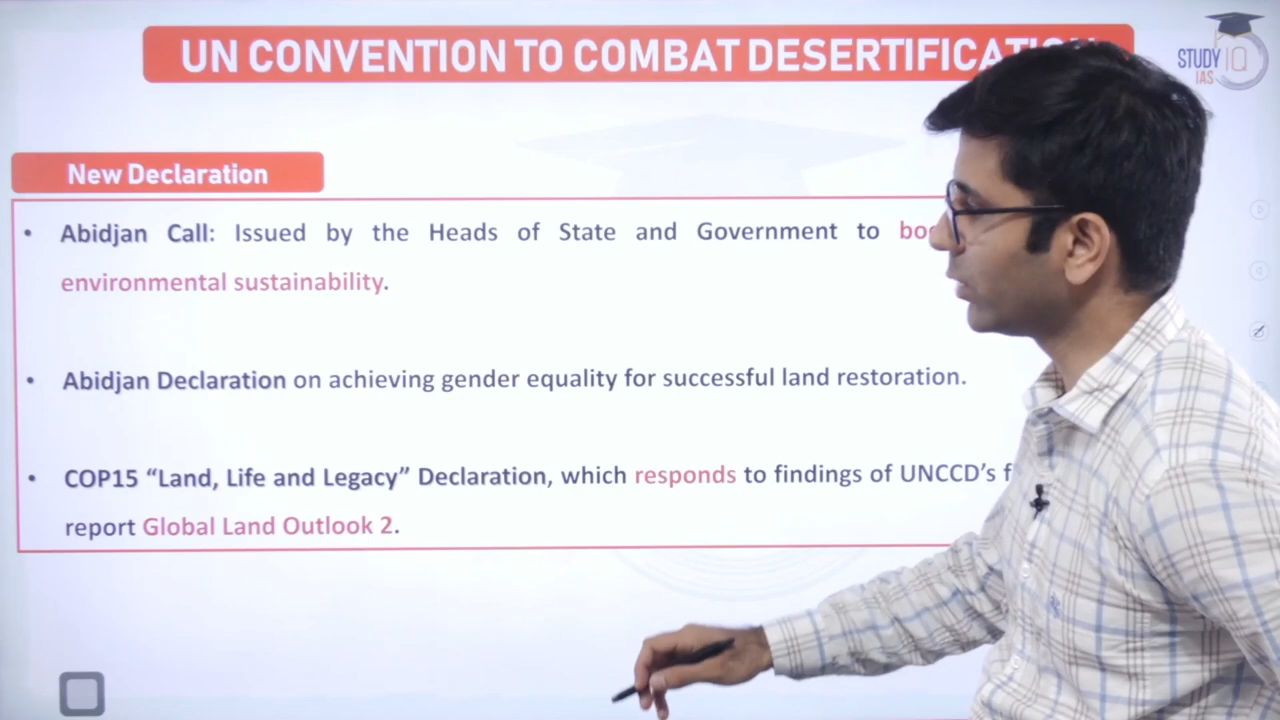 UN CONVENTION TO COMBAT
STUDY IQ
IAS
New Declaration
• Abidjan Call: Issued by the Heads of State and Government to
environmental sustainability.
• Abidjan Declaration on achieving gender equality for successful land restoration.
• COP15 “Land, Life and Legacy” Declaration, which responds to findings of UNCCD’s
report Global Land Outlook 2.